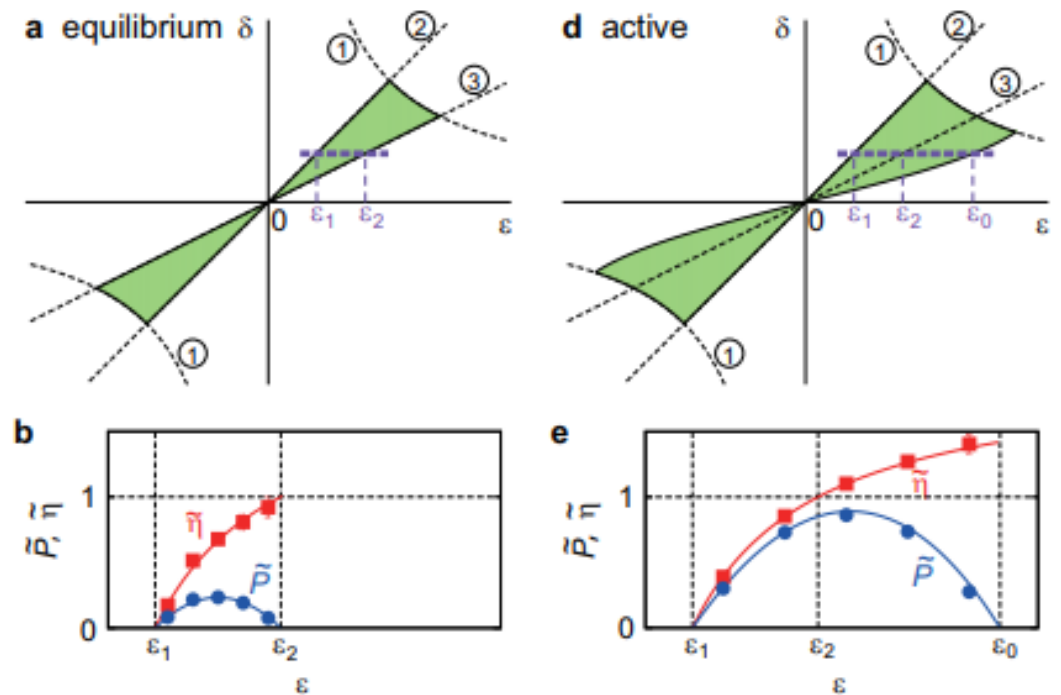 a equilibrium δ
① ② ③
0 ε₁ ε₂ ε
①
d active δ
① ② ③
0 ε₁ ε₂ ε₀ ε
①
b
P̃, η̃
1
0
η̃
P̃
ε₁ ε₂
ε
e
P̃, η̃
1
0
η̃
P̃
ε₁ ε₂ ε₀
ε